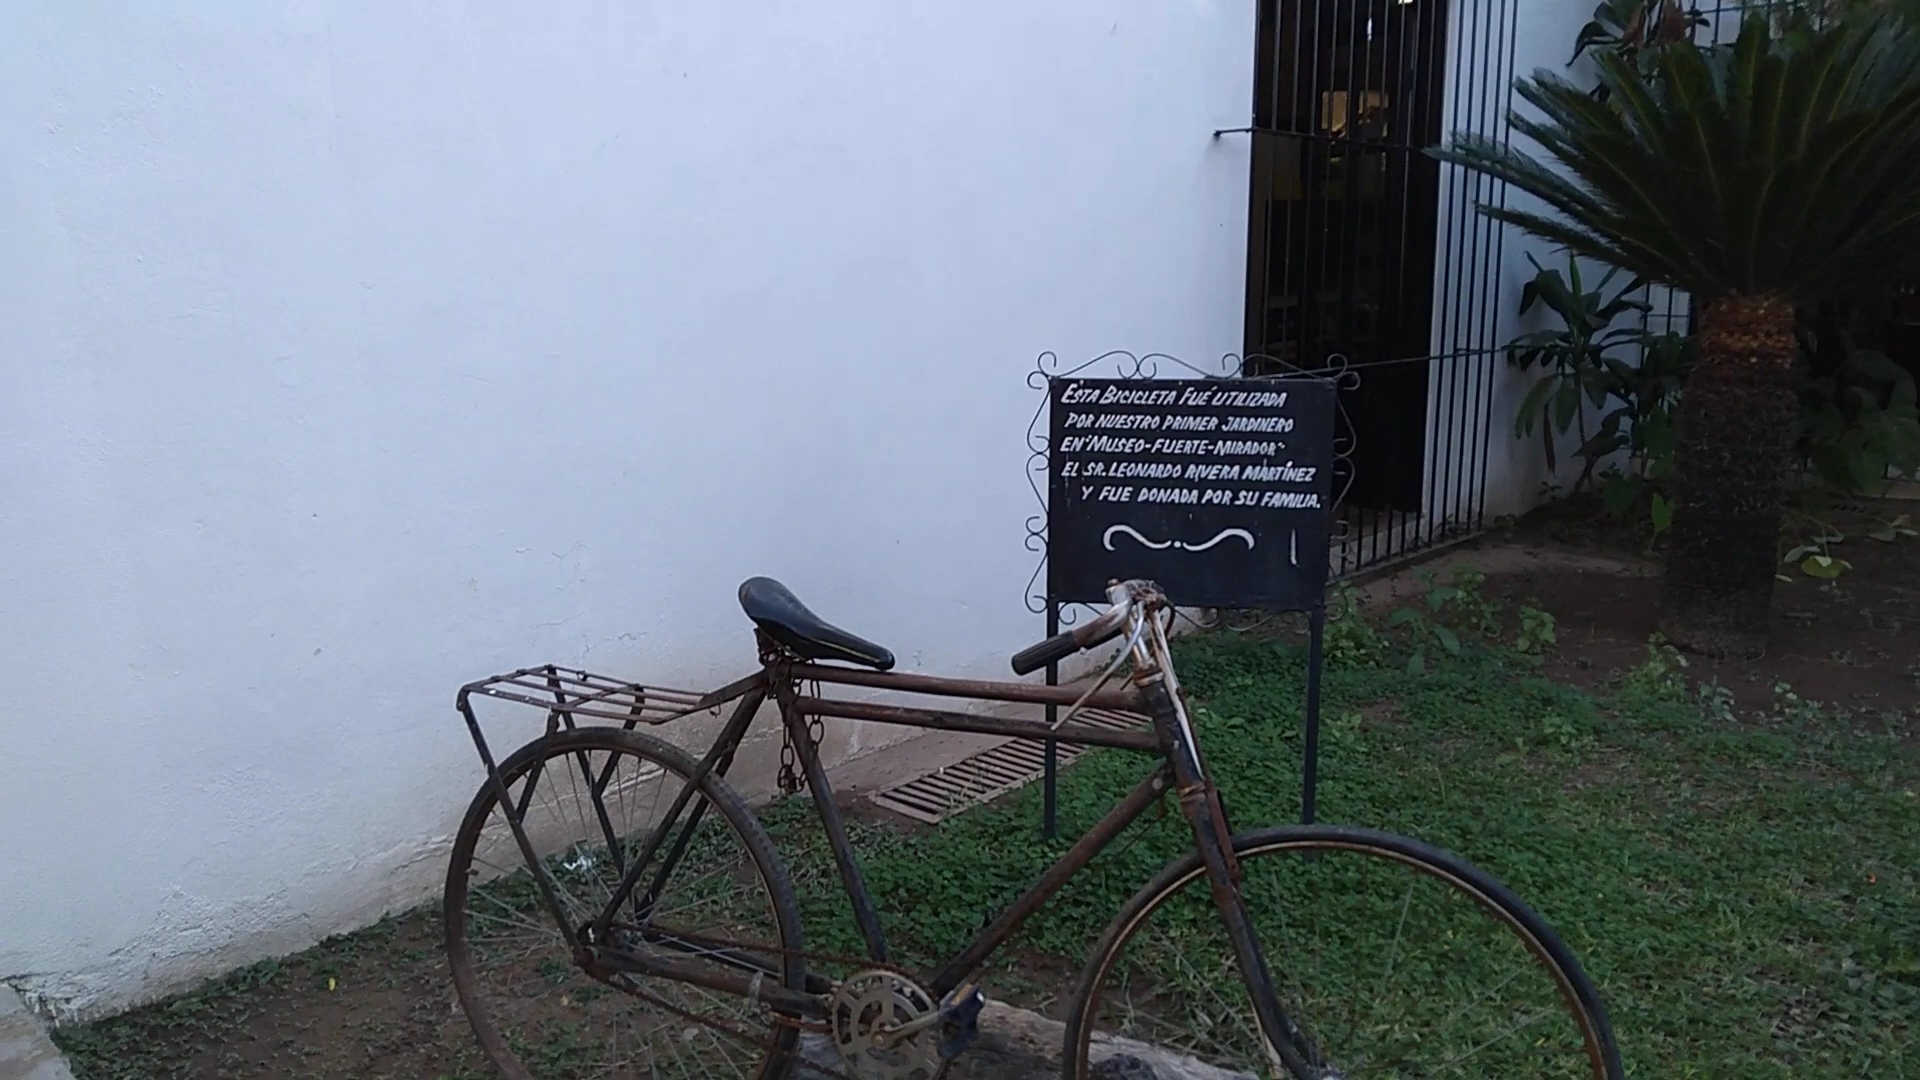 ESTA BICICLETA FUÉ UTILIZADA
POR NUESTRO PRIMER JARDINERO
EN "MUSEO-FUERTE-MIRADOR"
EL SR. LEONARDO RIVERA MARTÍNEZ
Y FUE DONADA POR SU FAMILIA.